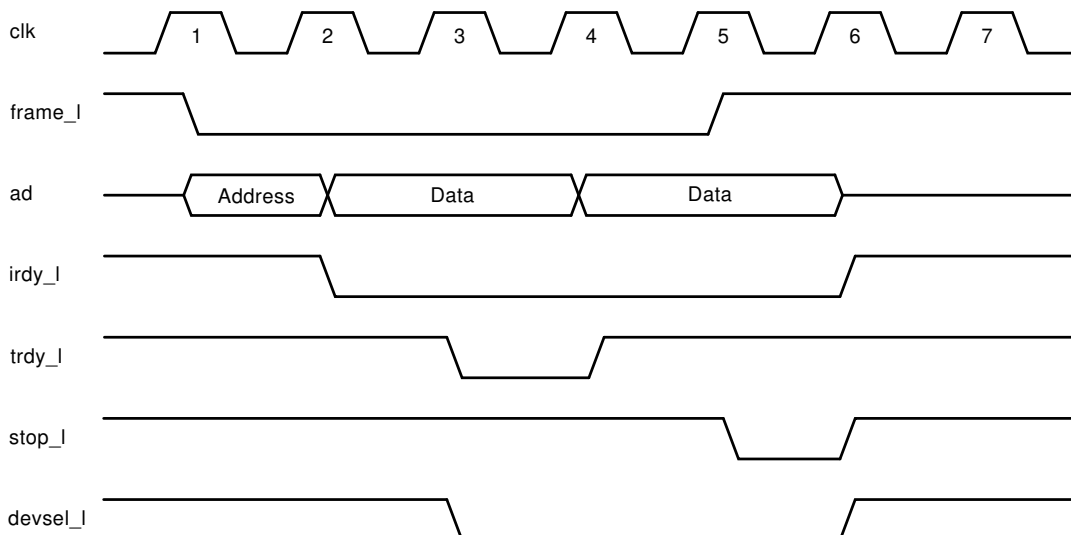 clk 1 2 3 4 5 6 7
frame_l
ad Address Data Data
irdy_l
trdy_l
stop_l
devsel_l